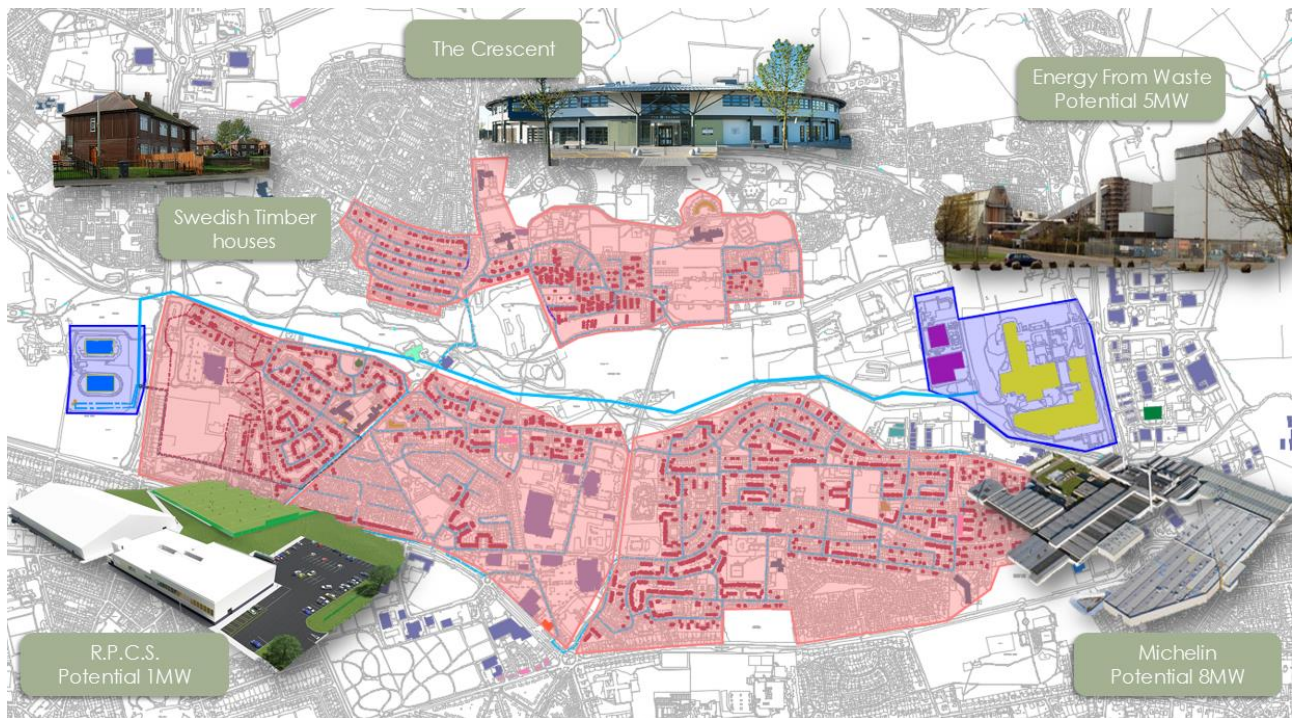 The Crescent
Energy From Waste
Potential 5MW
Swedish Timber
houses
R.P.C.S.
Potential 1MW
Michelin
Potential 8MW